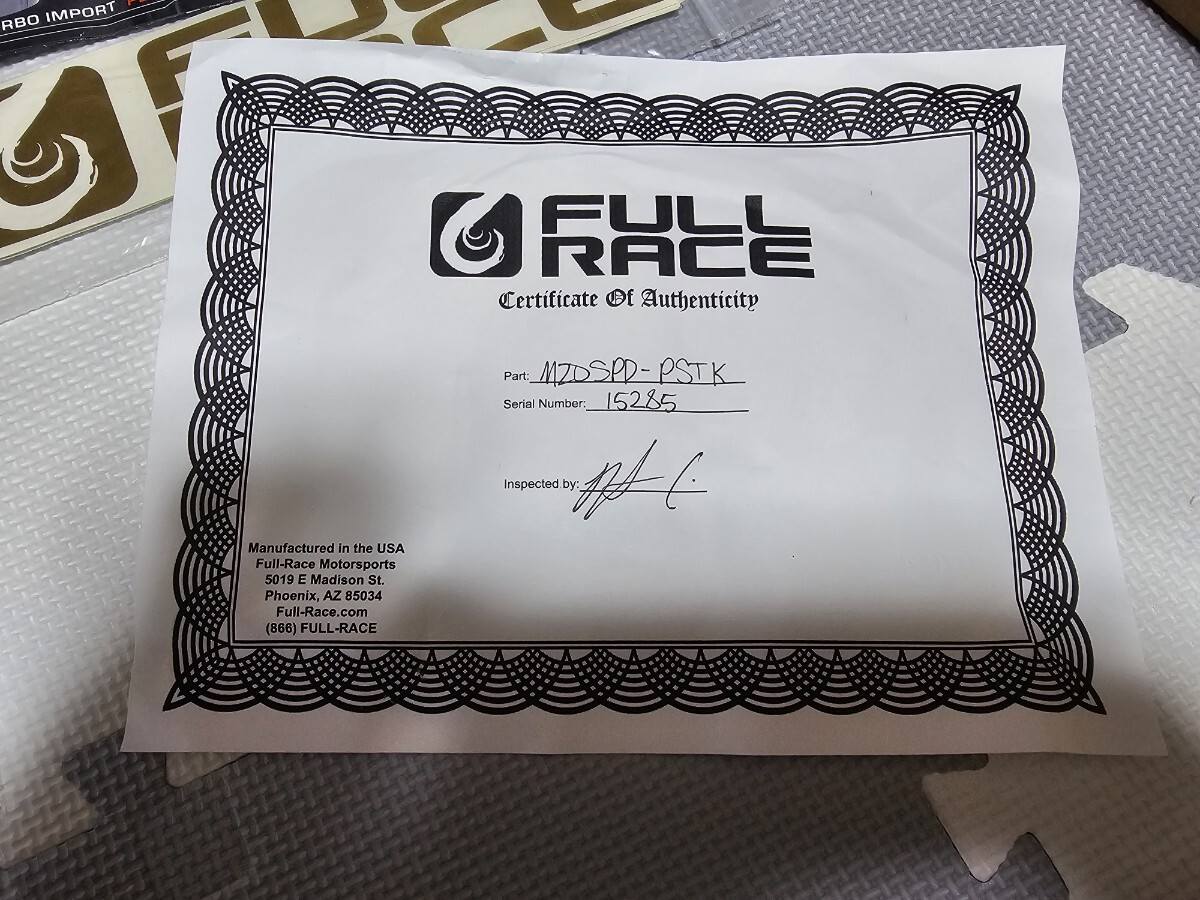 RBO IMPORT
FULL
RACE
Certificate Of Authenticity
Part: MZDSPD-PSTK
Serial Number: 15285
Inspected by:
Manufactured in the USA
Full-Race Motorsports
5019 E Madison St.
Phoenix, AZ 85034
Full-Race.com
(866) FULL-RACE